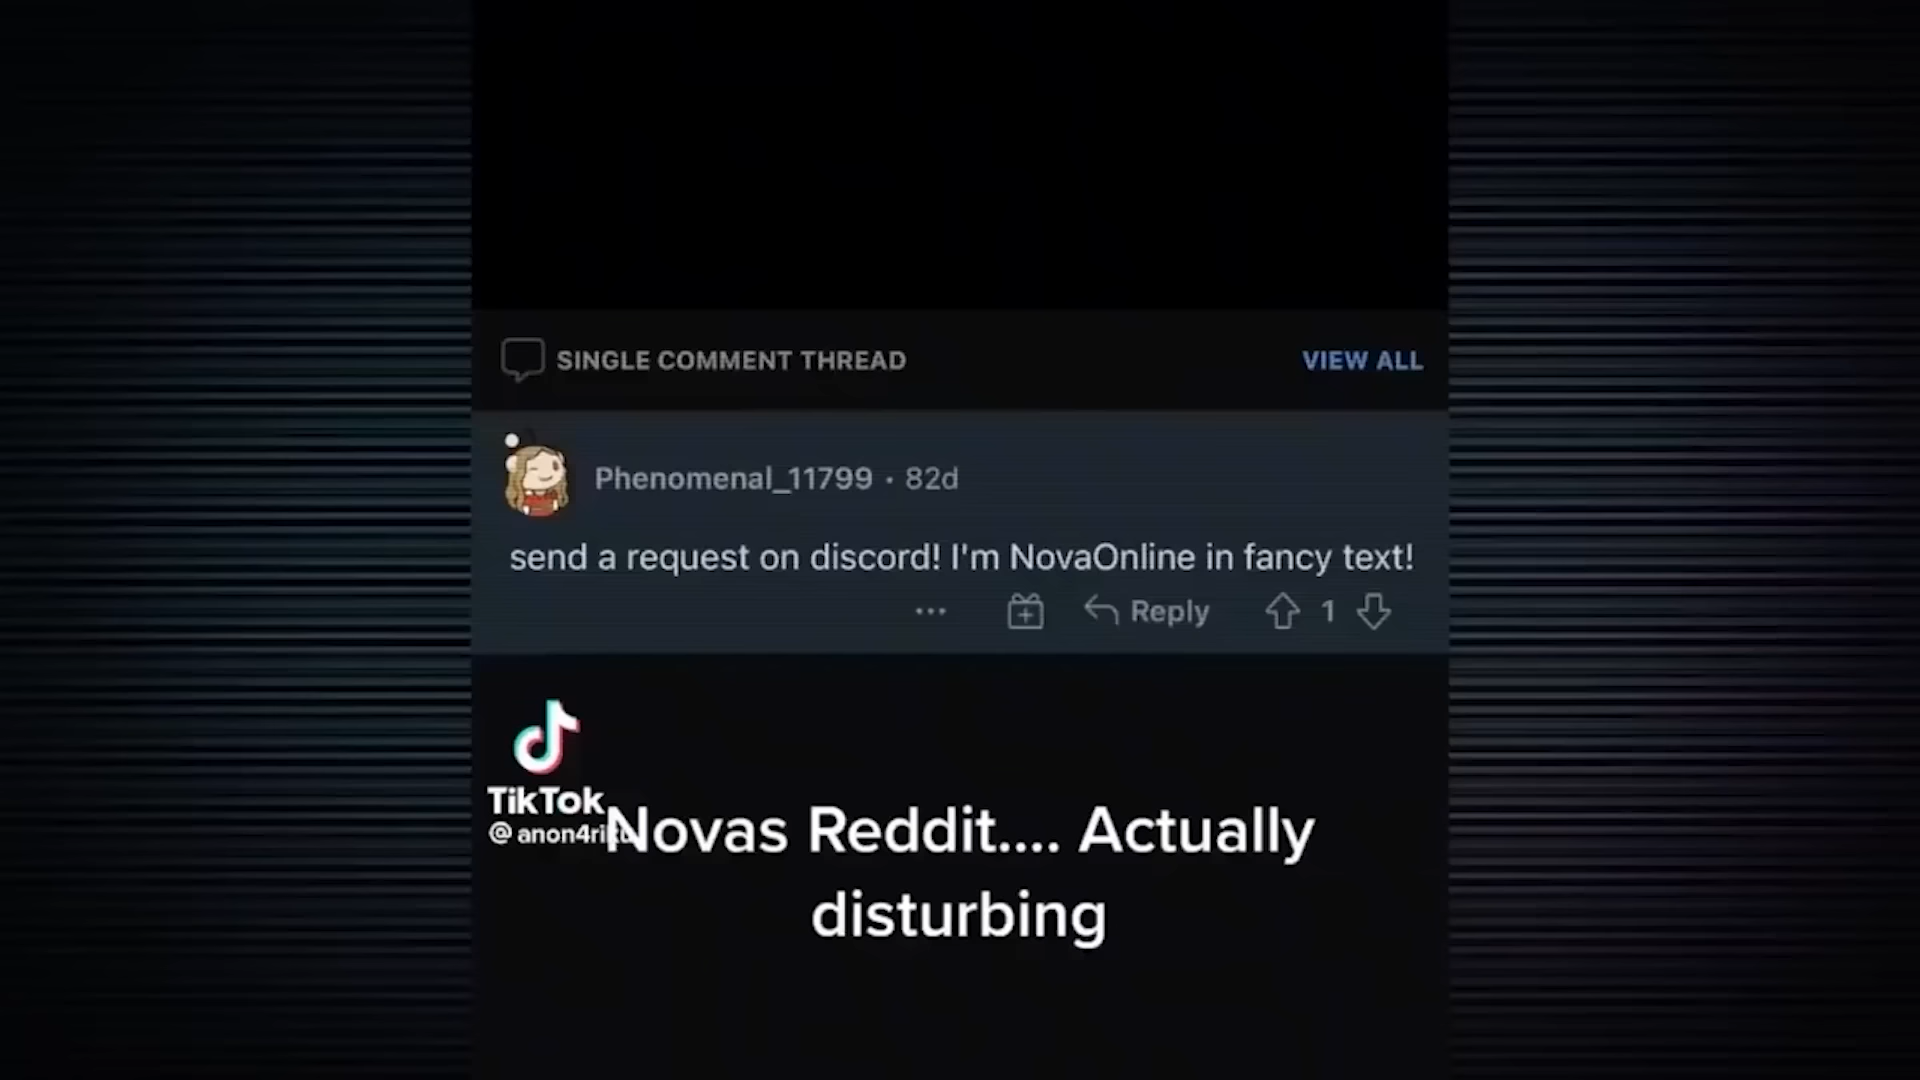 SINGLE COMMENT THREAD
VIEW ALL
Phenomenal_11799 · 82d
send a request on discord! I'm NovaOnline in fancy text!
Reply
1
TikTok
Novas Reddit.... Actually
disturbing